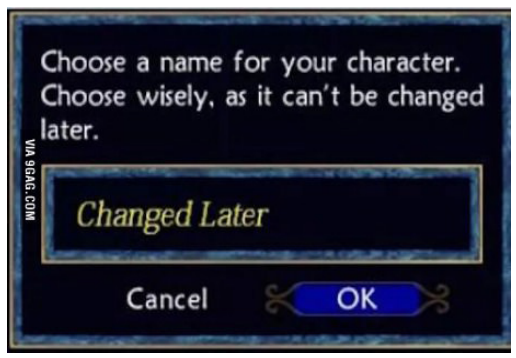 Choose a name for your character.
Choose wisely, as it can't be changed
later.
Changed Later
Cancel
OK
VIA 9GAG.COM